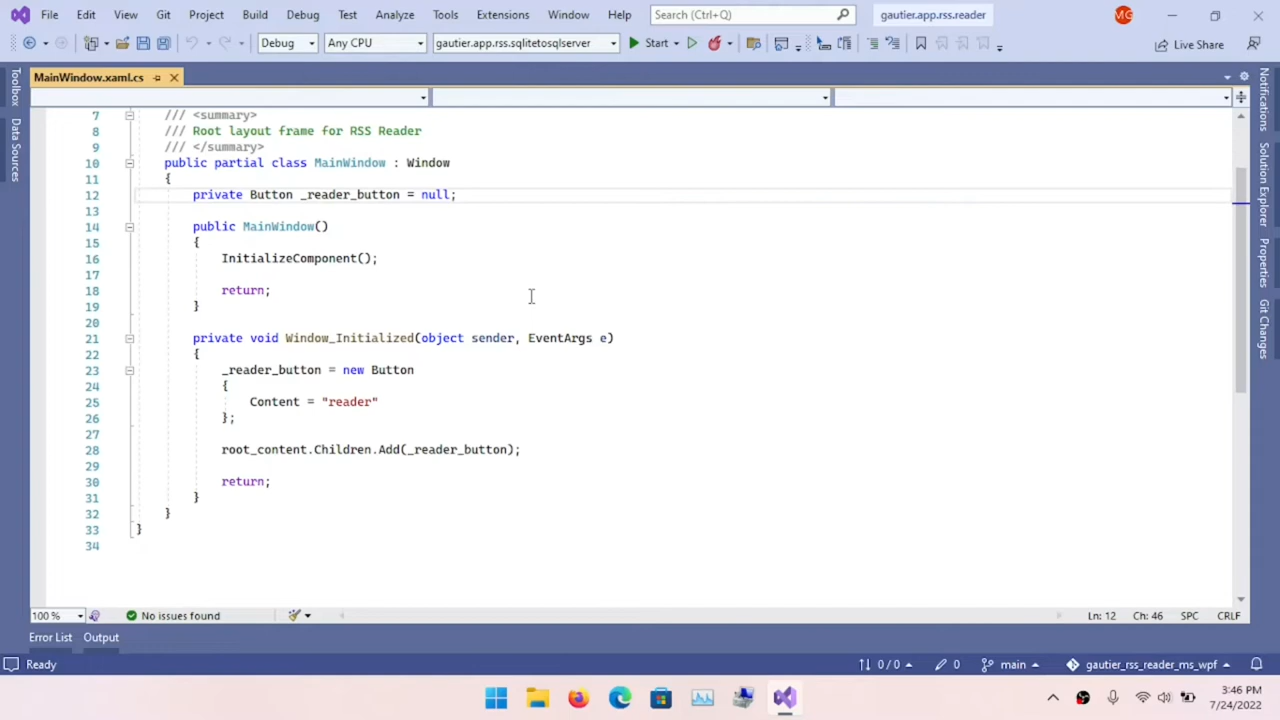 File Edit View Git Project Build Debug Test Analyze Tools Extensions Window Help Search (Ctrl+Q) gautier.app.rss.reader MG
Debug Any CPU gautier.app.rss.sqlitetosqlserver Start Live Share
MainWindow.xaml.cs
Toolbox
Data Sources
7 /// <summary>
8 /// Root layout frame for RSS Reader
9 /// </summary>
10 public partial class MainWindow : Window
11 {
12 private Button _reader_button = null;
13
14 public MainWindow()
15 {
16 InitializeComponent();
17
18 return;
19 }
20
21 private void Window_Initialized(object sender, EventArgs e)
22 {
23 _reader_button = new Button
24 {
25 Content = "reader"
26 };
27
28 root_content.Children.Add(_reader_button);
29
30 return;
31 }
32 }
33 }
34
Notifications
Solution Explorer
Properties
Git Changes
100 % No issues found Ln: 12 Ch: 46 SPC CRLF
Error List Output
Ready 0 / 0 0 main gautier_rss_reader_ms_wpf
3:46 PM
7/24/2022